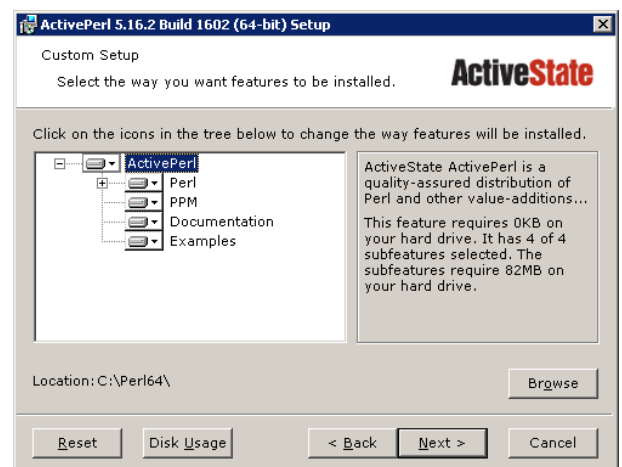 ActivePerl 5.16.2 Build 1602 (64-bit) Setup
Custom Setup
Select the way you want features to be installed.
ActiveState
Click on the icons in the tree below to change the way features will be installed.
ActivePerl
Perl
PPM
Documentation
Examples
ActiveState ActivePerl is a
quality-assured distribution of
Perl and other value-additions...
This feature requires 0KB on
your hard drive. It has 4 of 4
subfeatures selected. The
subfeatures require 82MB on
your hard drive.
Location: C:\Perl64\
Browse
Reset
Disk Usage
< Back
Next >
Cancel